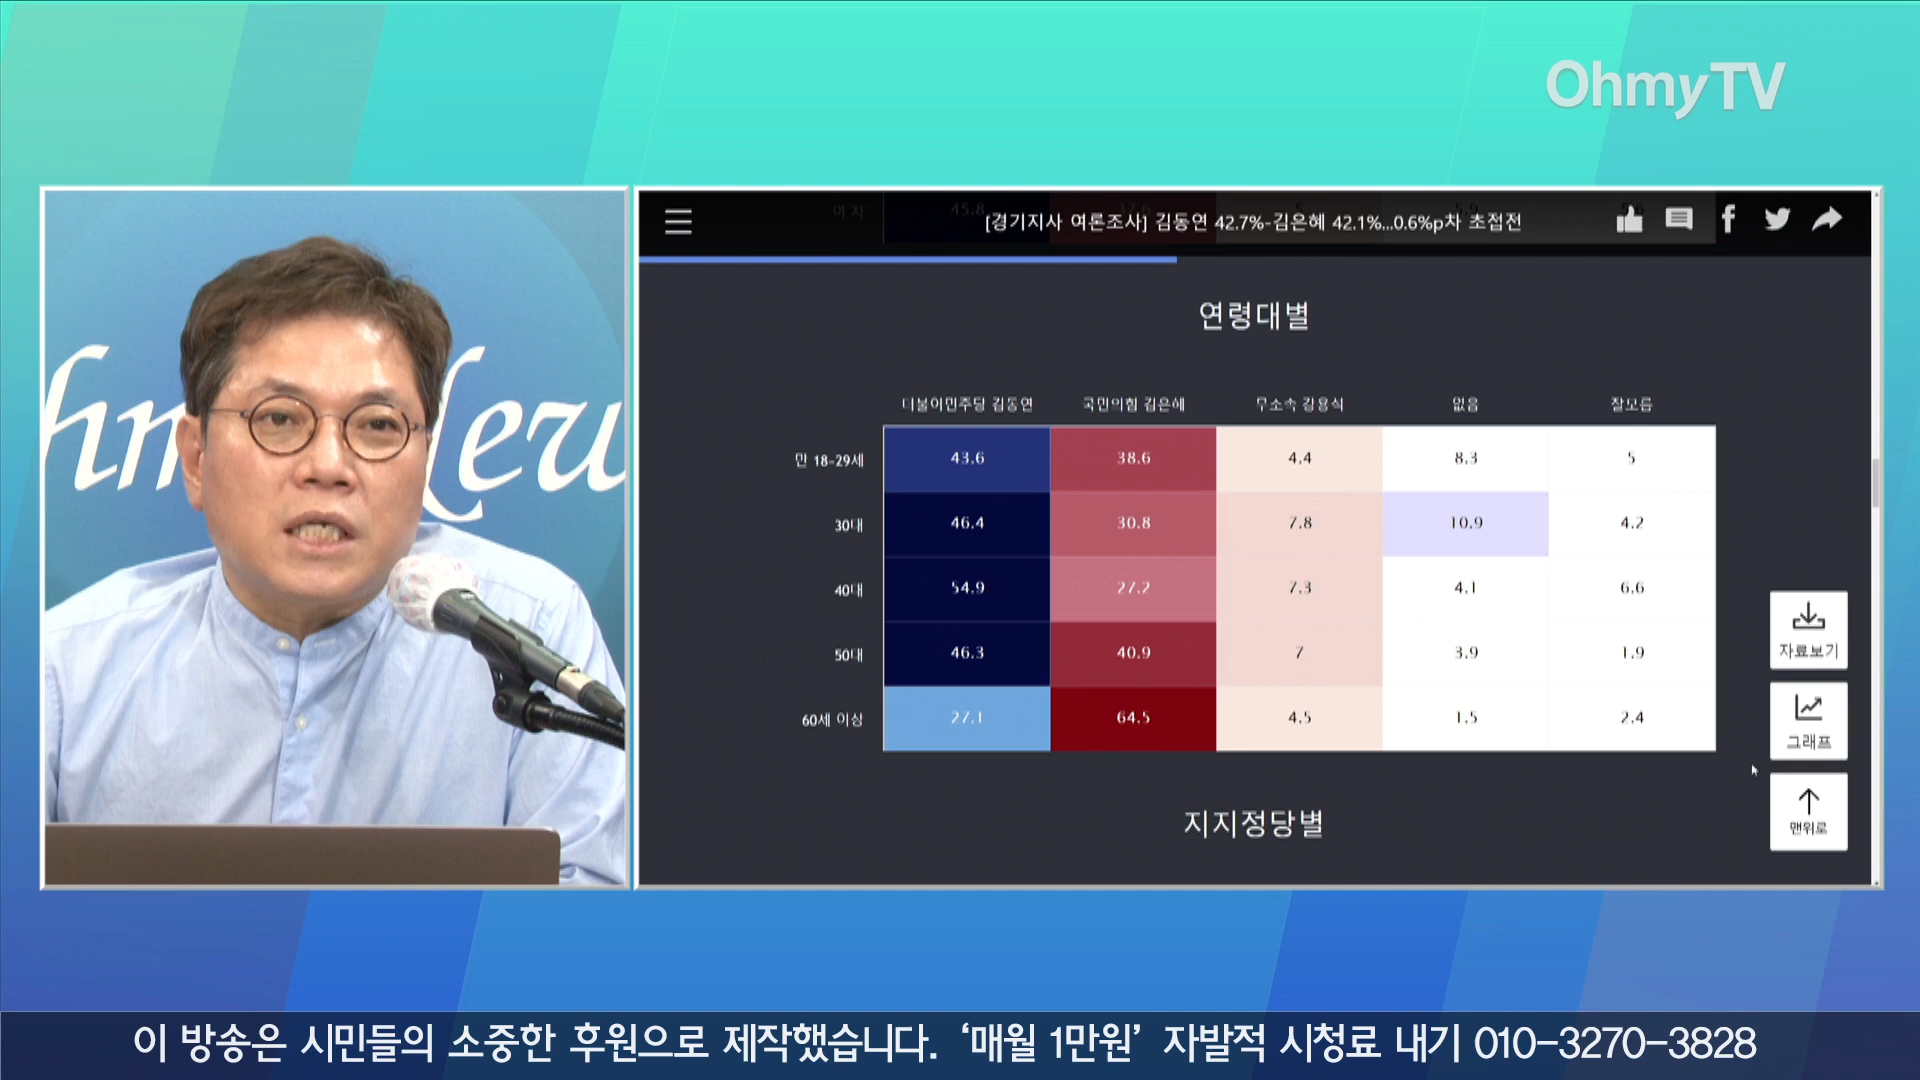 OhmyTV
[경기지사 여론조사] 김동연 42.7%-김은혜 42.1%...0.6%p차 초접전
연령대별
더불어민주당 김동연 국민의힘 김은혜 무소속 강용석 없음 잘모름
만 18-29세 43.6 38.6 4.4 8.3 5
30대 46.4 30.8 7.8 10.9 4.2
40대 54.9 27.2 7.3 4.1 6.6
50대 46.3 40.9 7 3.9 1.9
60세 이상 27.1 64.5 4.5 1.5 2.4
지지정당별
자료보기
그래프
맨위로
이 방송은 시민들의 소중한 후원으로 제작했습니다. ‘매월 1만원’ 자발적 시청료 내기 010-3270-3828